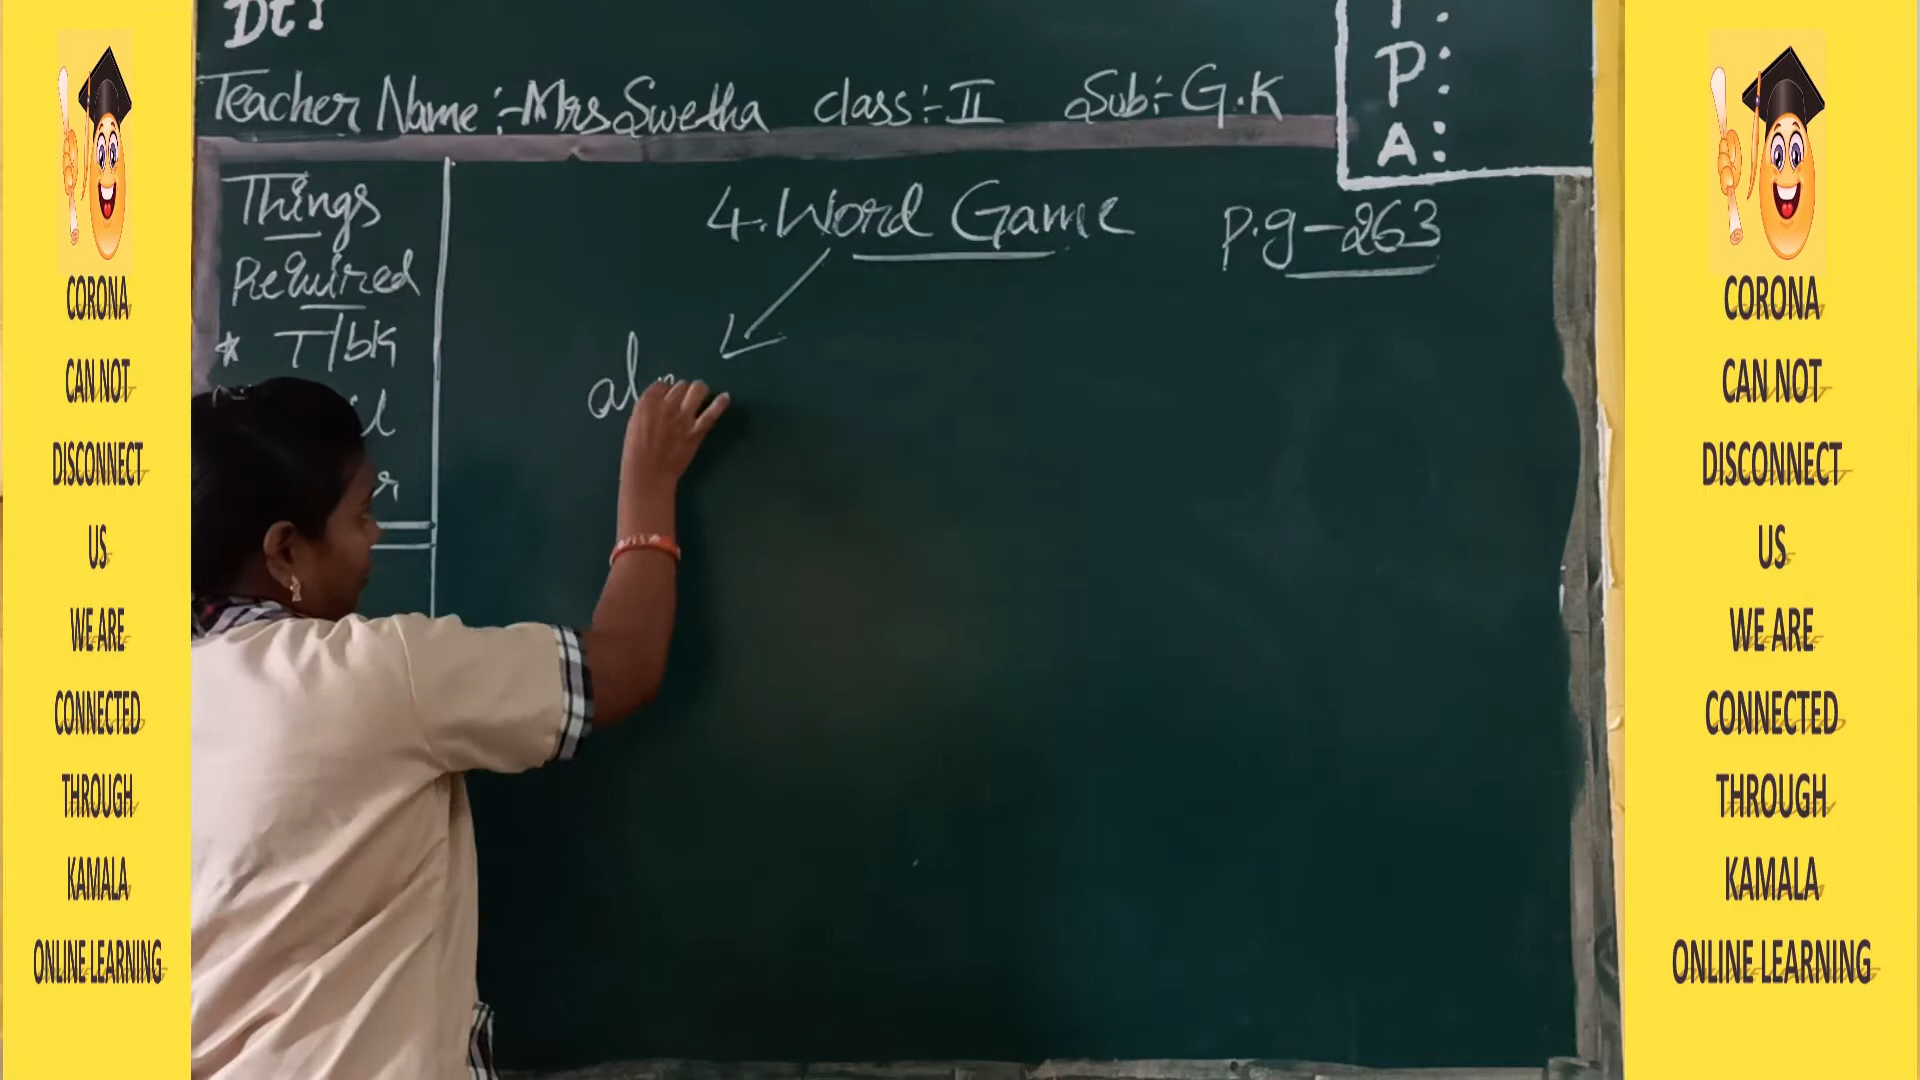 Dt:
Teacher Name :- Mrs Swetha class:- II Sub:- G.K
P:
A:
Things
Required
* T/bk
4. Word Game p.g-263
CORONA
CAN NOT
DISCONNECT
US
WE ARE
CONNECTED
THROUGH
KAMALA
ONLINE LEARNING
CORONA
CAN NOT
DISCONNECT
US
WE ARE
CONNECTED
THROUGH
KAMALA
ONLINE LEARNING